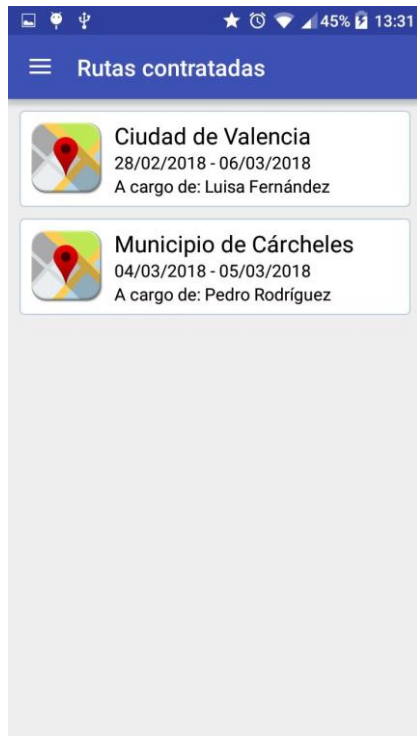 45% 13:31
Rutas contratadas
Ciudad de Valencia
28/02/2018 - 06/03/2018
A cargo de: Luisa Fernández
Municipio de Cárcheles
04/03/2018 - 05/03/2018
A cargo de: Pedro Rodríguez